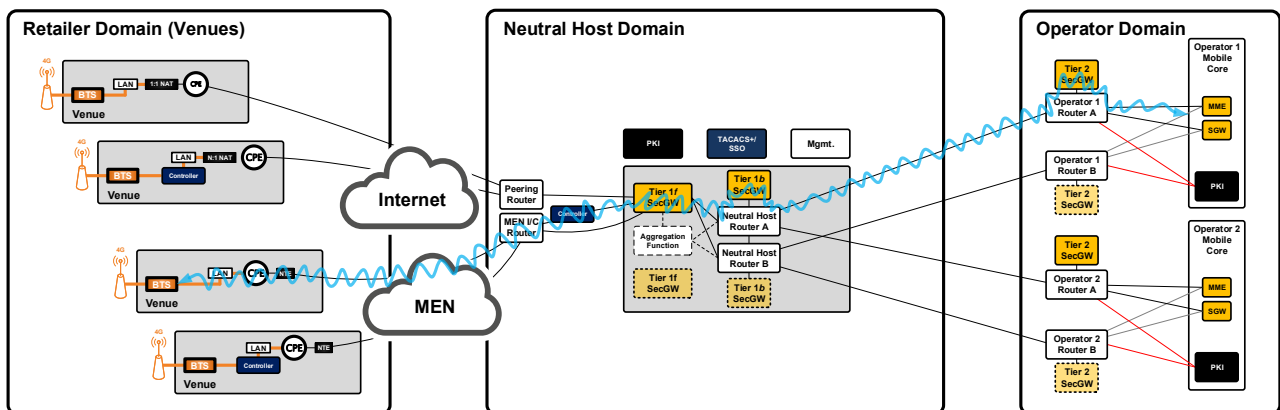 Retailer Domain (Venues)
4G
BTS
LAN
1:1 NAT
CPE
Venue
4G
BTS
LAN
N:1 NAT
CPE
Controller
Venue
4G
BTS
LAN
CPE
NTE
Venue
4G
BTS
LAN
CPE
NTE
Controller
Venue
Internet
MEN
Neutral Host Domain
Peering
Router
MEN I/C
Router
Controller
PKI
TACACS+/
SSO
Mgmt.
Tier 1f
SecGW
Tier 1b
SecGW
Neutral Host
Router A
Aggregation
Function
Neutral Host
Router B
Tier 1f
SecGW
Tier 1b
SecGW
Operator Domain
Tier 2
SecGW
Operator 1
Router A
Operator 1
Router B
Tier 2
SecGW
Operator 1
Mobile
Core
MME
SGW
PKI
Tier 2
SecGW
Operator 2
Router A
Operator 2
Router B
Tier 2
SecGW
Operator 2
Mobile
Core
MME
SGW
PKI